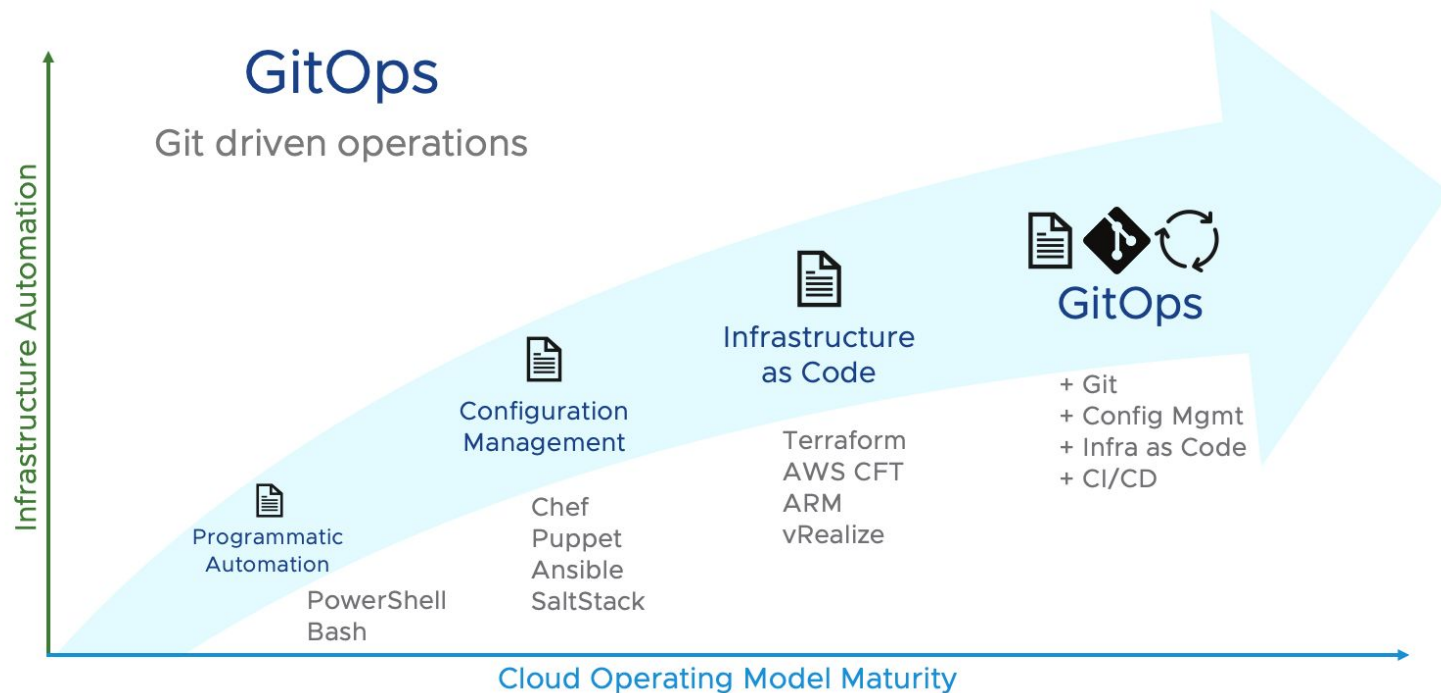 GitOps
Git driven operations
Infrastructure Automation
Programmatic
Automation
PowerShell
Bash
Configuration
Management
Chef
Puppet
Ansible
SaltStack
Infrastructure
as Code
Terraform
AWS CFT
ARM
vRealize
GitOps
+ Git
+ Config Mgmt
+ Infra as Code
+ CI/CD
Cloud Operating Model Maturity